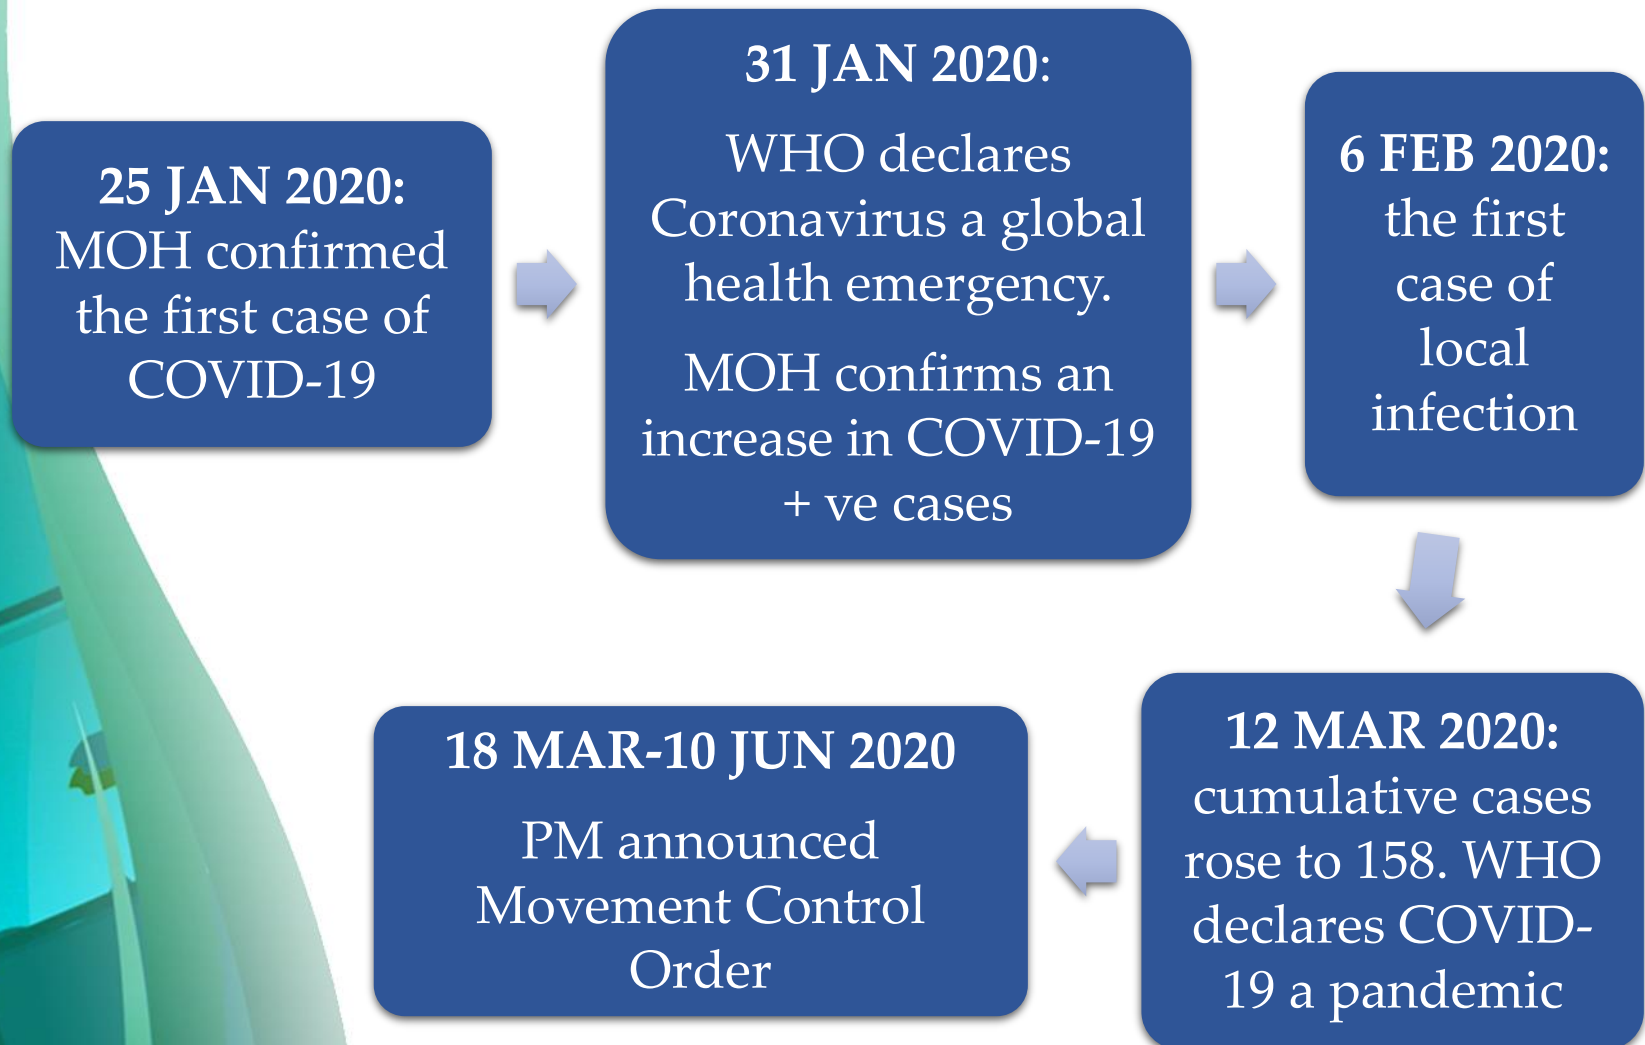 25 JAN 2020:
MOH confirmed
the first case of
COVID-19
31 JAN 2020:
WHO declares
Coronavirus a global
health emergency.
MOH confirms an
increase in COVID-19
+ ve cases
6 FEB 2020:
the first
case of
local
infection
12 MAR 2020:
cumulative cases
rose to 158. WHO
declares COVID-
19 a pandemic
18 MAR-10 JUN 2020
PM announced
Movement Control
Order